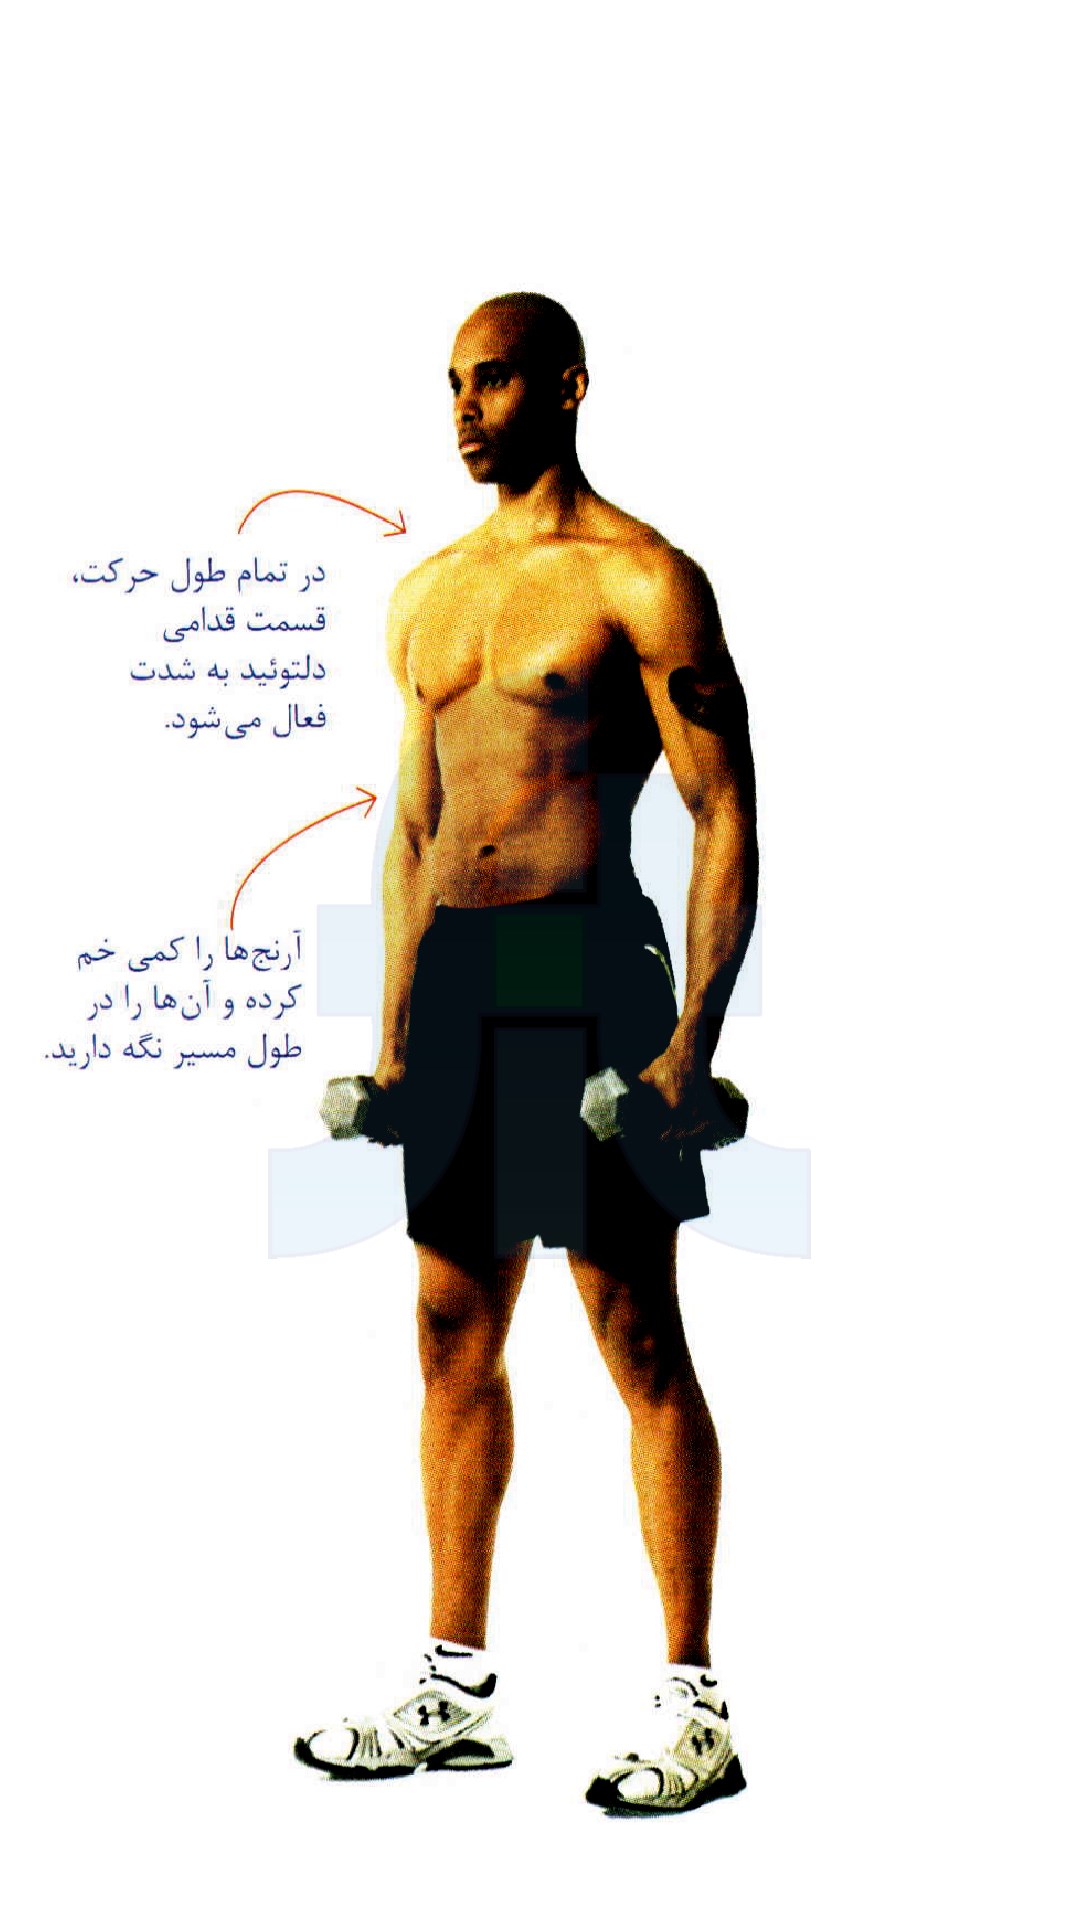 در تمام طول حرکت،
قسمت قدامی
دلتوئید به شدت
فعال می‌شود.
آرنج‌ها را کمی خم
کرده و آن‌ها را در
طول مسیر نگه دارید.